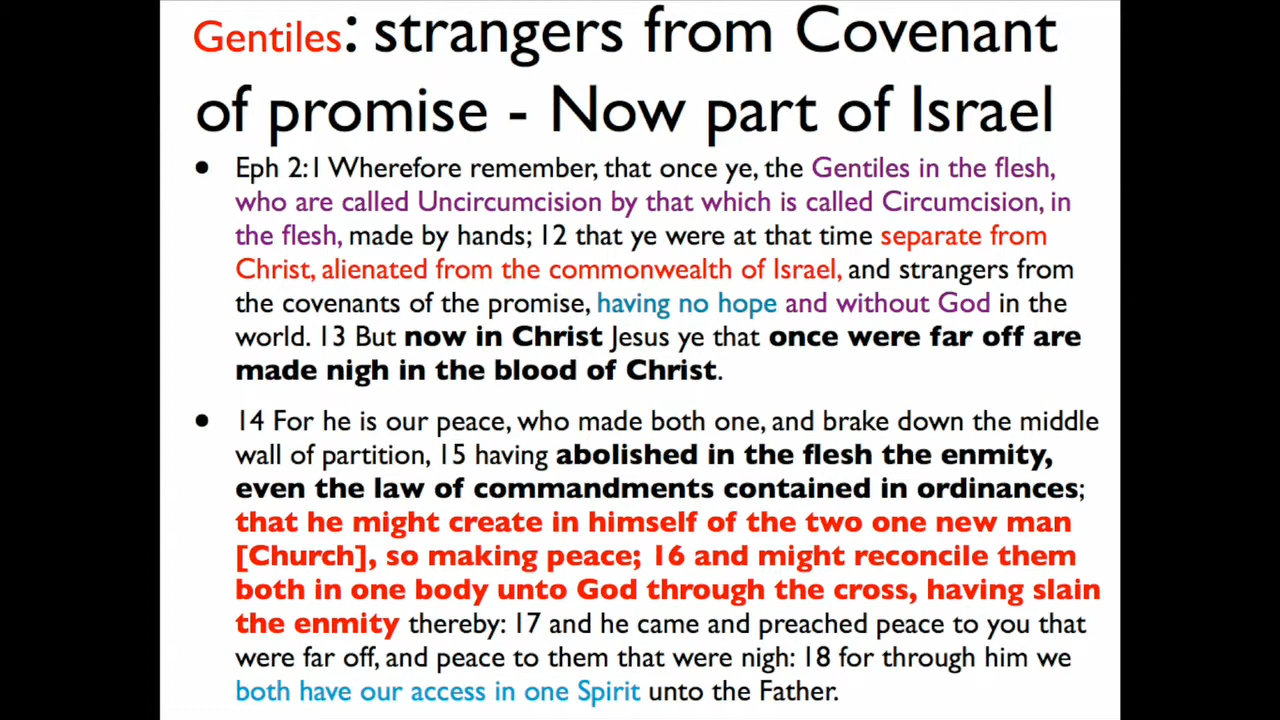 Gentiles: strangers from Covenant
of promise - Now part of Israel
• Eph 2:1 Wherefore remember, that once ye, the Gentiles in the flesh,
who are called Uncircumcision by that which is called Circumcision, in
the flesh, made by hands; 12 that ye were at that time separate from
Christ, alienated from the commonwealth of Israel, and strangers from
the covenants of the promise, having no hope and without God in the
world. 13 But now in Christ Jesus ye that once were far off are
made nigh in the blood of Christ.
• 14 For he is our peace, who made both one, and brake down the middle
wall of partition, 15 having abolished in the flesh the enmity,
even the law of commandments contained in ordinances;
that he might create in himself of the two one new man
[Church], so making peace; 16 and might reconcile them
both in one body unto God through the cross, having slain
the enmity thereby: 17 and he came and preached peace to you that
were far off, and peace to them that were nigh: 18 for through him we
both have our access in one Spirit unto the Father.